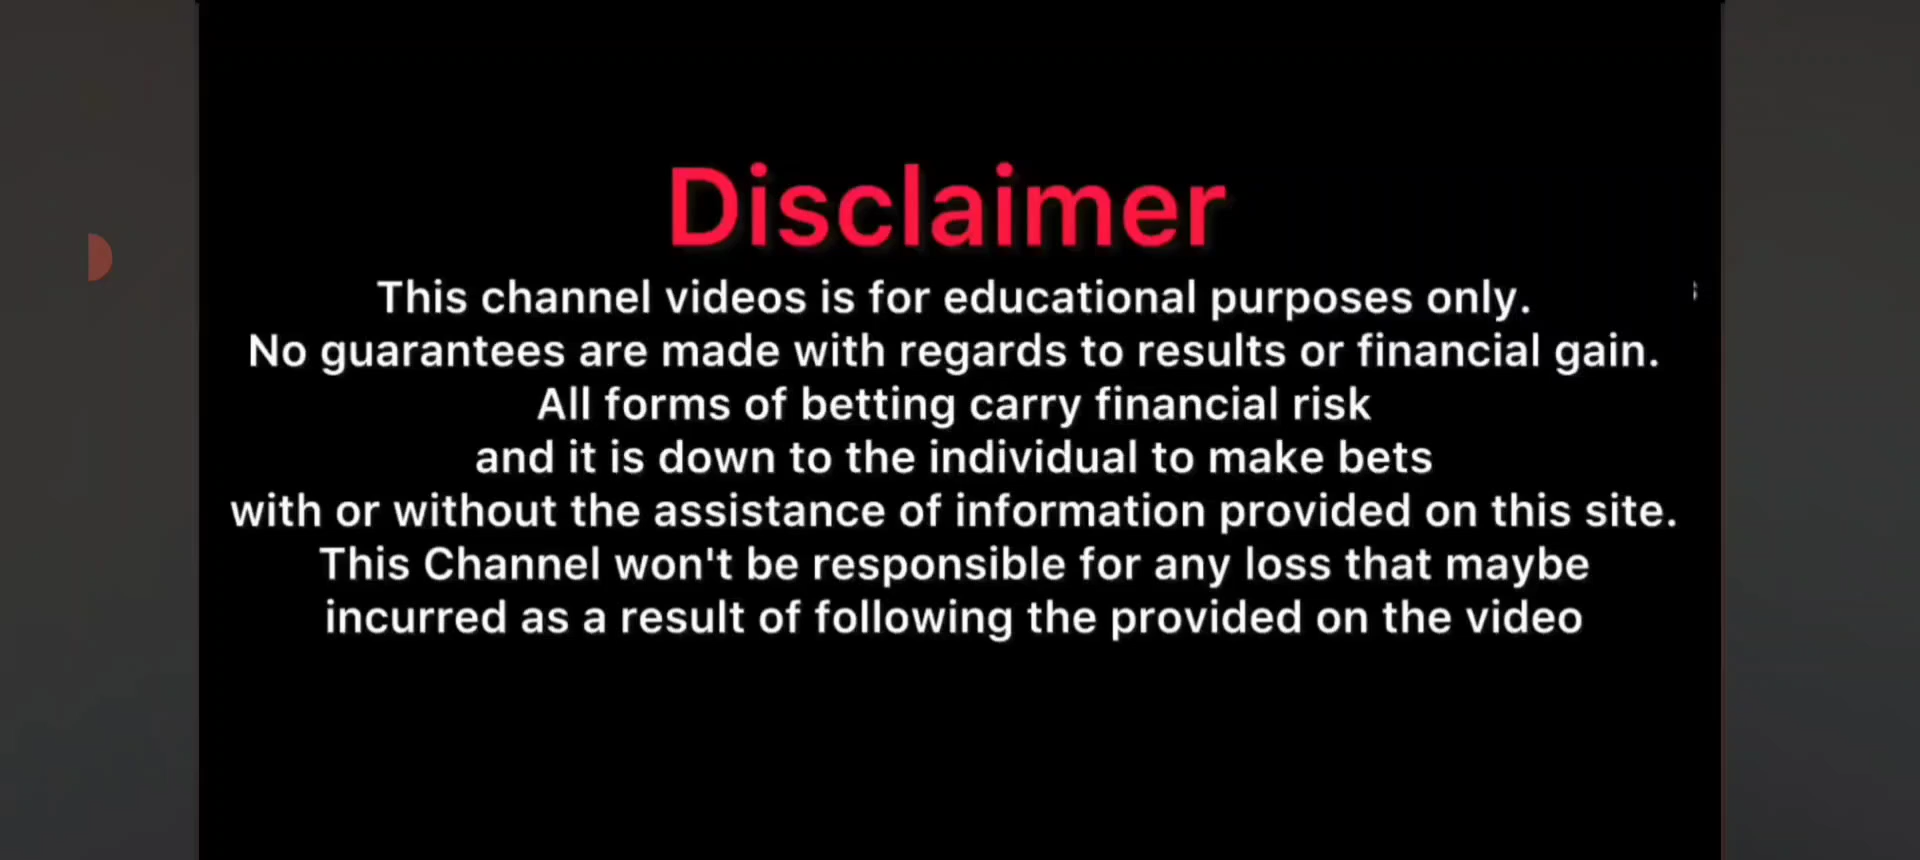 Disclaimer
This channel videos is for educational purposes only.
No guarantees are made with regards to results or financial gain.
All forms of betting carry financial risk
and it is down to the individual to make bets
with or without the assistance of information provided on this site.
This Channel won't be responsible for any loss that maybe
incurred as a result of following the provided on the video